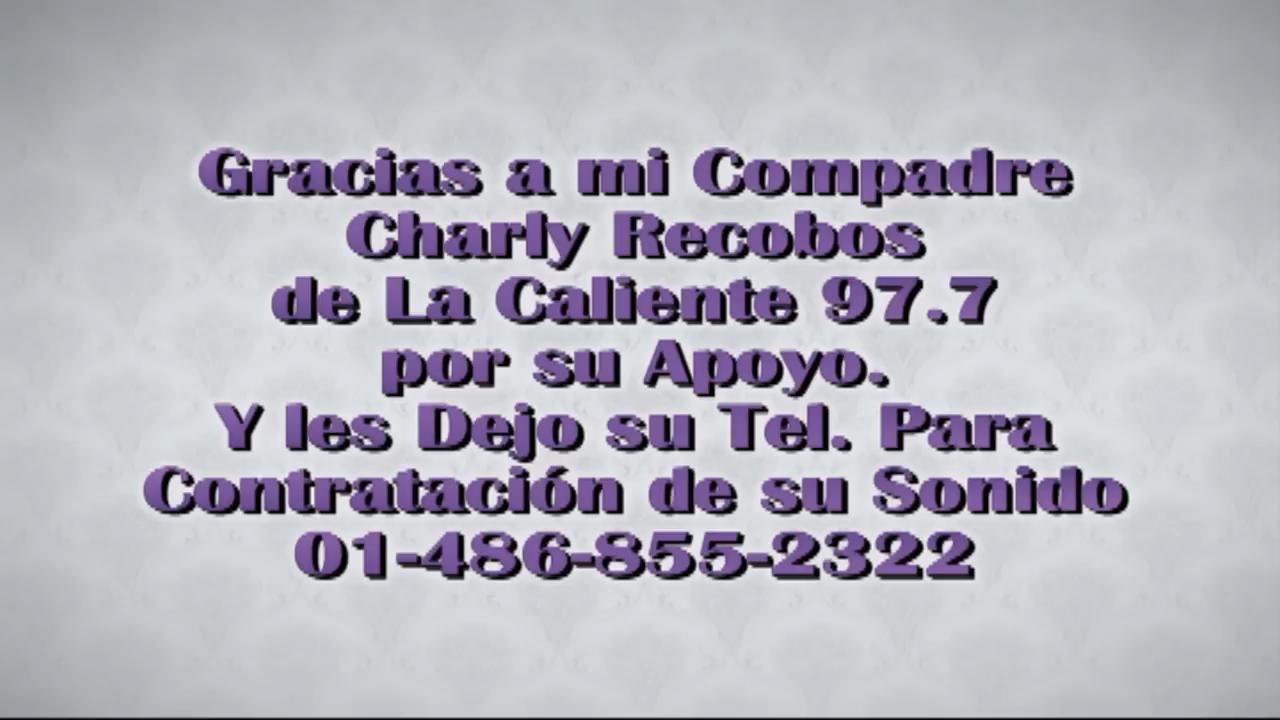 Gracias a mi Compadre
Charly Recobos
de La Caliente 97.7
por su Apoyo.
Y les Dejo su Tel. Para
Contratación de su Sonido
01-486-855-2322